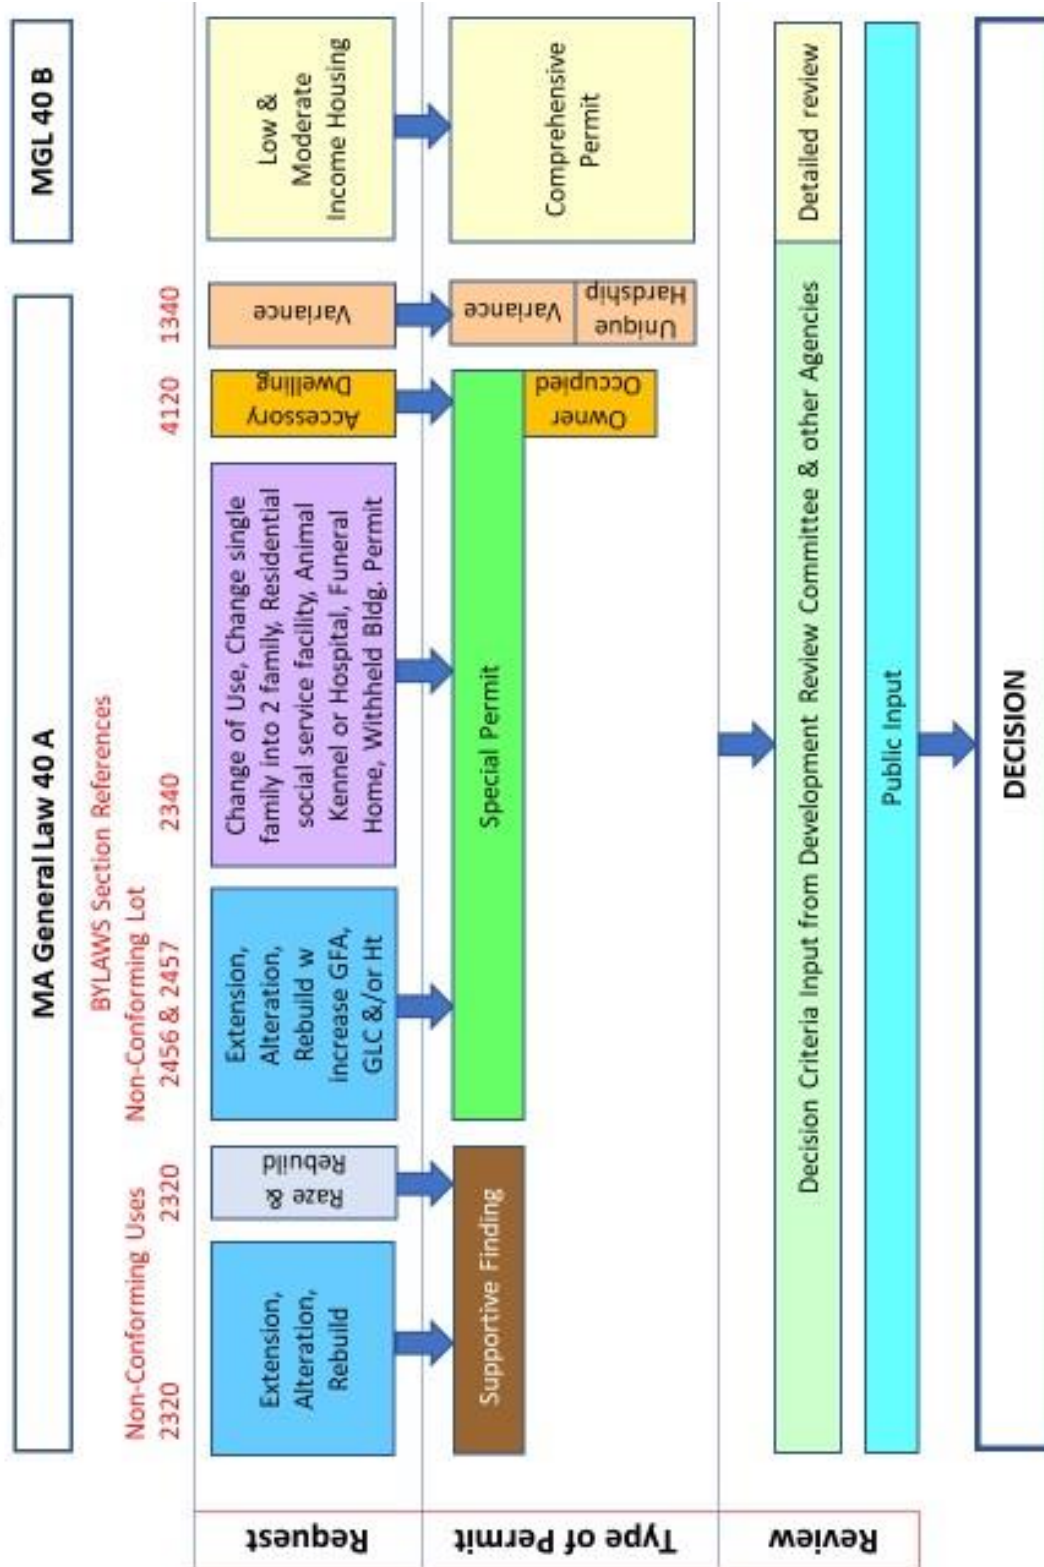 MA General Law 40 A
MGL 40 B
BYLAWS Section References
Non-Conforming Uses
Non-Conforming Lot
2320
2320
2456 & 2457
2340
4120
1340
Request
Extension,
Alteration,
Rebuild
Raze &
Rebuild
Extension,
Alteration,
Rebuild w
increase GFA,
GLC &/or Ht
Change of Use, Change single
family into 2 family, Residential
social service facility, Animal
Kennel or Hospital, Funeral
Home, Withheld Bldg. Permit
Accessory
Dwelling
Variance
Low &
Moderate
Income Housing
Type of Permit
Supportive Finding
Special Permit
Owner
Occupied
Variance
Unique
Hardship
Comprehensive
Permit
Review
Decision Criteria Input from Development Review Committee & other Agencies
Detailed review
Public Input
DECISION